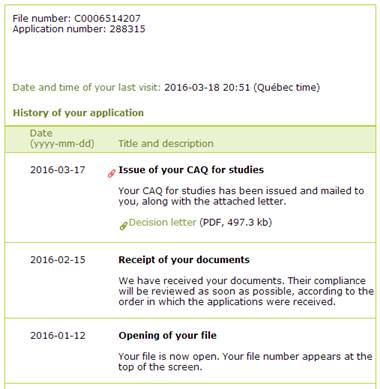 File number: C0006514207
Application number: 288315
Date and time of your last visit: 2016-03-18 20:51 (Québec time)
History of your application
Date
(yyyy-mm-dd) Title and description
2016-03-17 Issue of your CAQ for studies
Your CAQ for studies has been issued and mailed to
you, along with the attached letter.
Decision letter (PDF, 497.3 kb)
2016-02-15 Receipt of your documents
We have received your documents. Their compliance
will be reviewed as soon as possible, according to the
order in which the applications were received.
2016-01-12 Opening of your file
Your file is now open. Your file number appears at the
top of the screen.